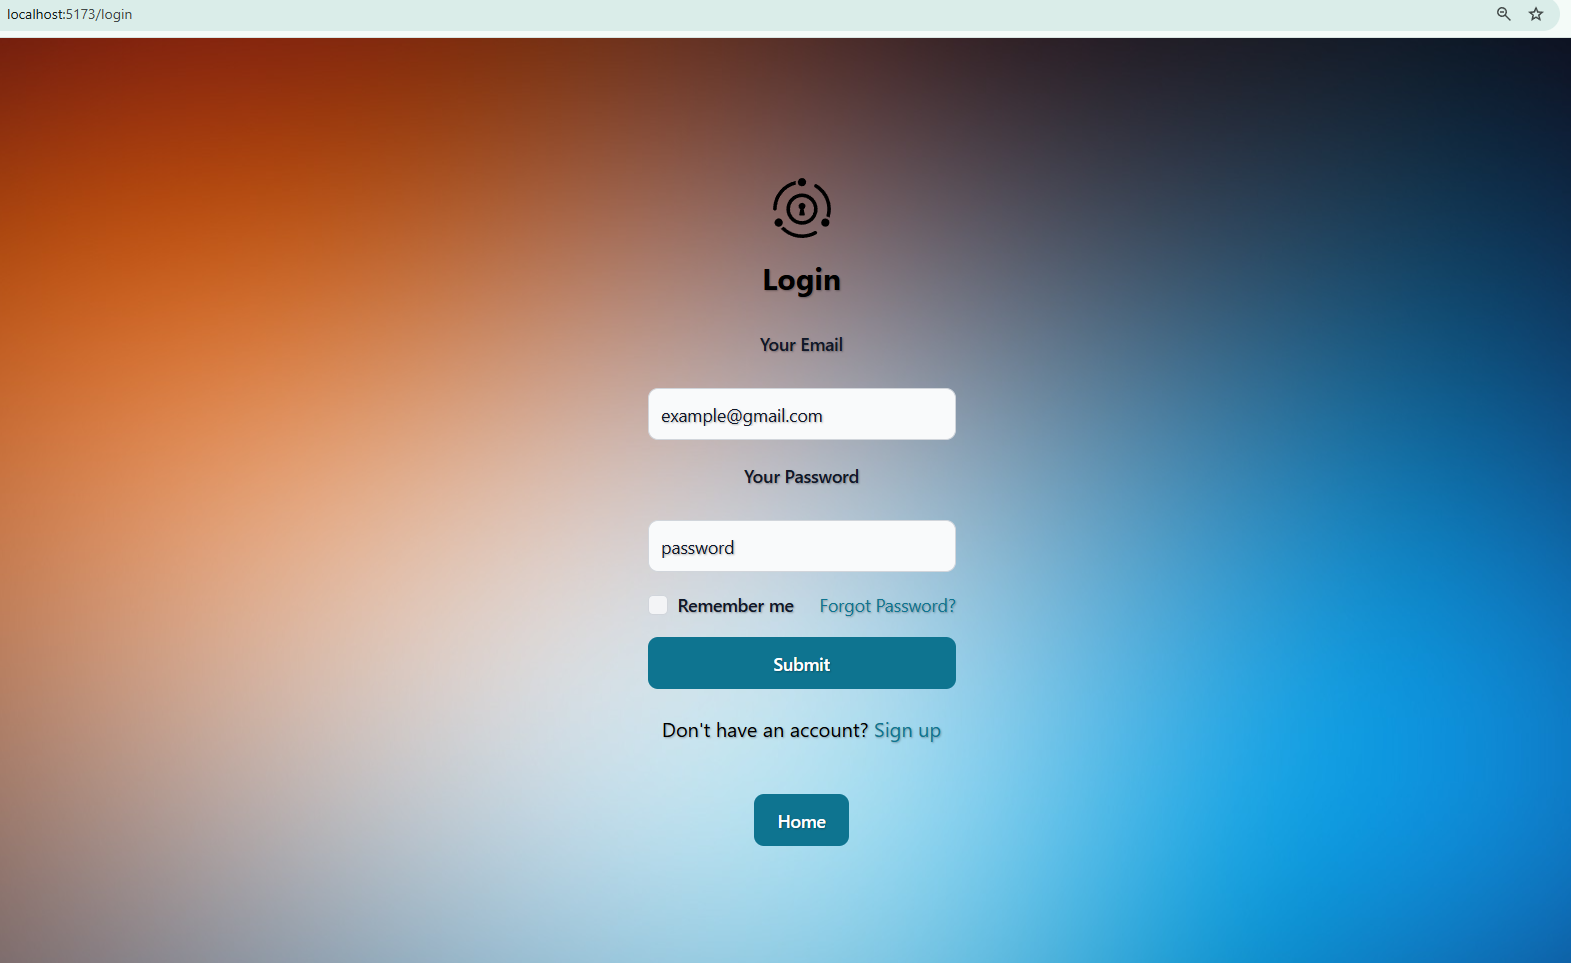 localhost:5173/login
Login
Your Email
example@gmail.com
Your Password
password
Remember me Forgot Password?
Submit
Don't have an account? Sign up
Home